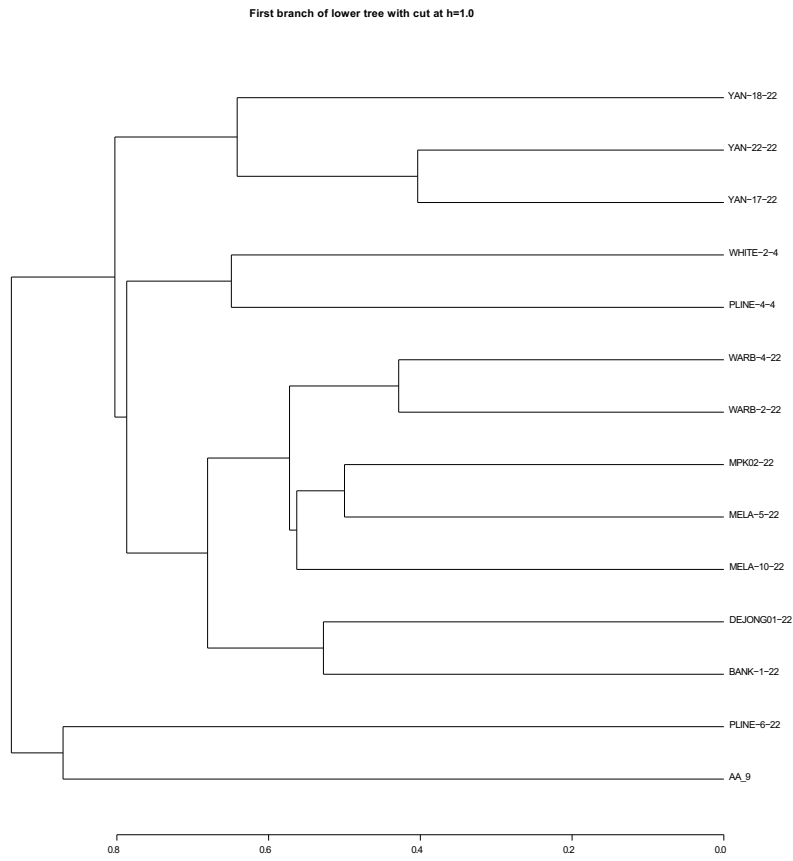 First branch of lower tree with cut at h=1.0
YAN−18−22
YAN−22−22
YAN−17−22
WHITE−2−4
PLINE−4−4
WARB−4−22
WARB−2−22
MPK02−22
MELA−5−22
MELA−10−22
DEJONG01−22
BANK−1−22
PLINE−6−22
AA_9
0.8 0.6 0.4 0.2 0.0